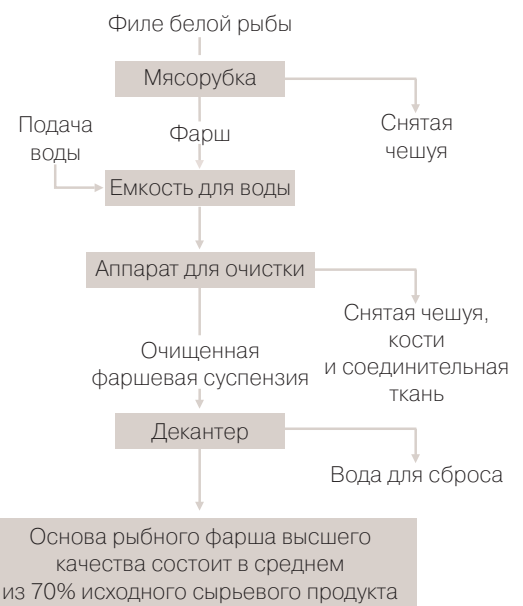 Филе белой рыбы
Мясорубка
Снятая
чешуя
Подача
воды
Фарш
Емкость для воды
Аппарат для очистки
Снятая чешуя,
кости
и соединительная
ткань
Очищенная
фаршевая суспензия
Декантер
Вода для сброса
Основа рыбного фарша высшего
качества состоит в среднем
из 70% исходного сырьевого продукта